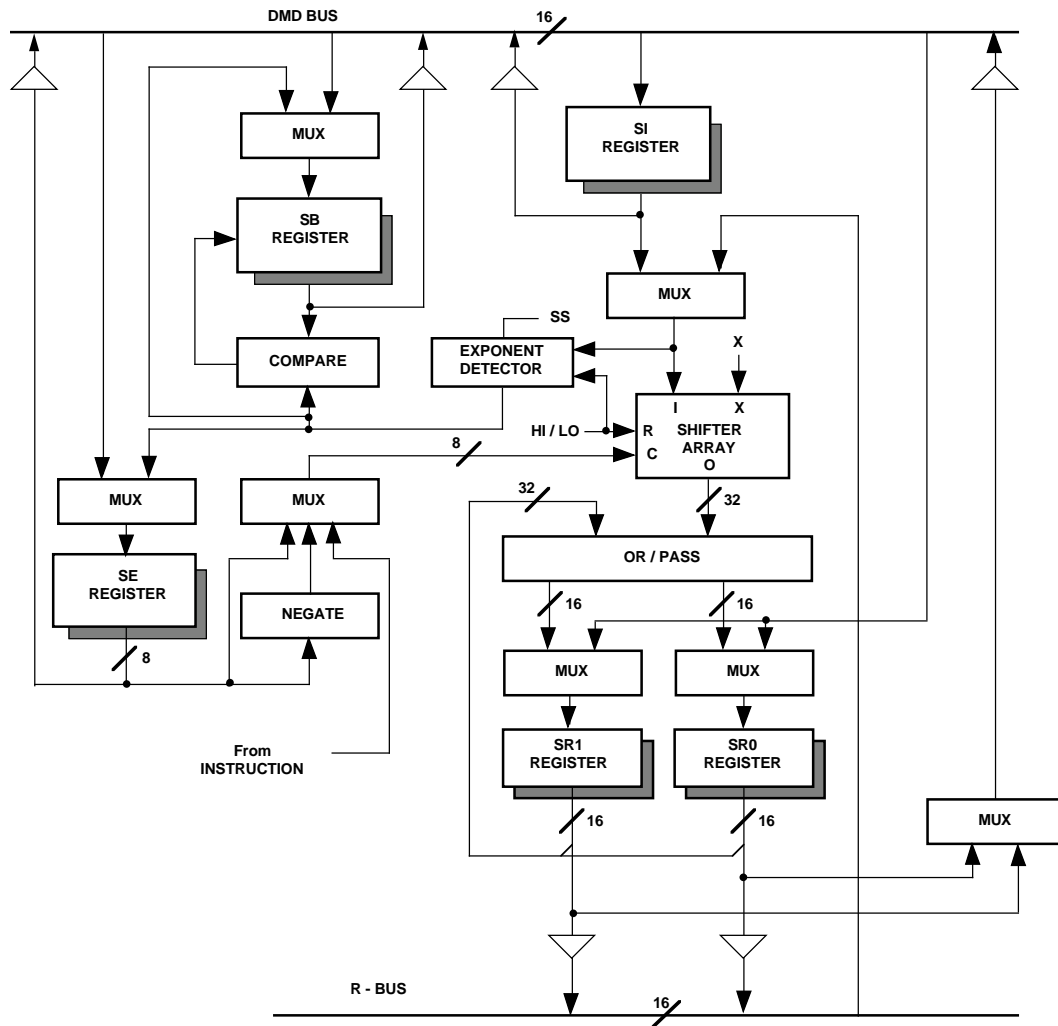 DMD BUS
16
MUX
SI
REGISTER
SB
REGISTER
MUX
SS
X
COMPARE
EXPONENT
DETECTOR
I
X
HI / LO
R
SHIFTER
ARRAY
C
O
8
MUX
MUX
32
32
OR / PASS
SE
REGISTER
NEGATE
16
16
8
MUX
MUX
From
INSTRUCTION
SR1
REGISTER
SR0
REGISTER
16
16
MUX
R - BUS
16